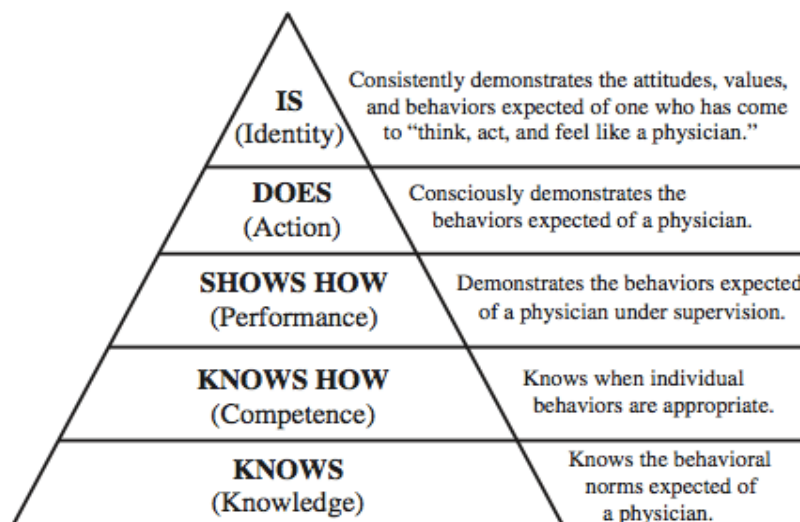 IS
(Identity)
Consistently demonstrates the attitudes, values,
and behaviors expected of one who has come
to “think, act, and feel like a physician.”
DOES
(Action)
Consciously demonstrates the
behaviors expected of a physician.
SHOWS HOW
(Performance)
Demonstrates the behaviors expected
of a physician under supervision.
KNOWS HOW
(Competence)
Knows when individual
behaviors are appropriate.
KNOWS
(Knowledge)
Knows the behavioral
norms expected of
a physician.